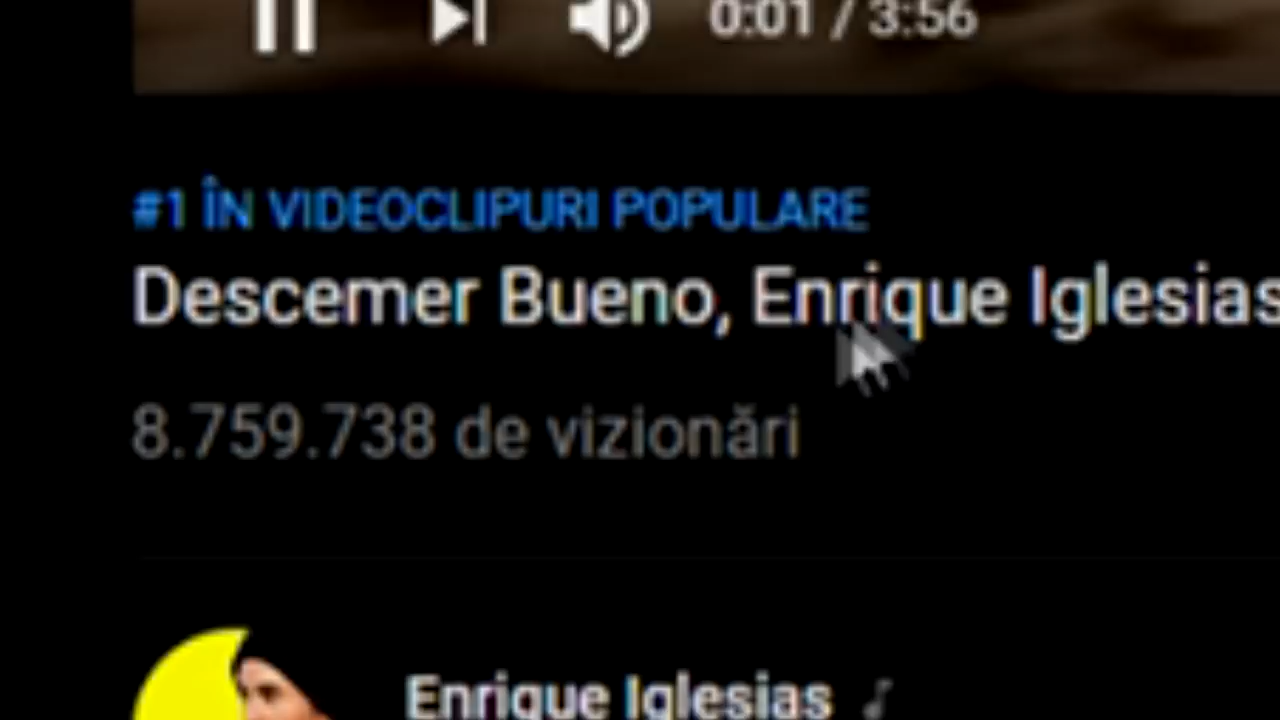 0:01 / 3:56
#1 ÎN VIDEOCLIPURI POPULARE
Descemer Bueno, Enrique Iglesias
8.759.738 de vizionări
Enrique Iglesias